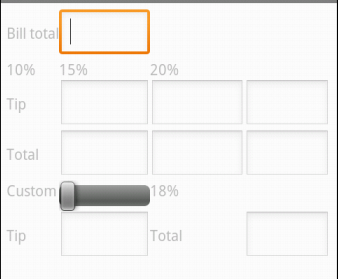 Bill total
10% 15% 20%
Tip
Total
Custom 18%
Tip Total